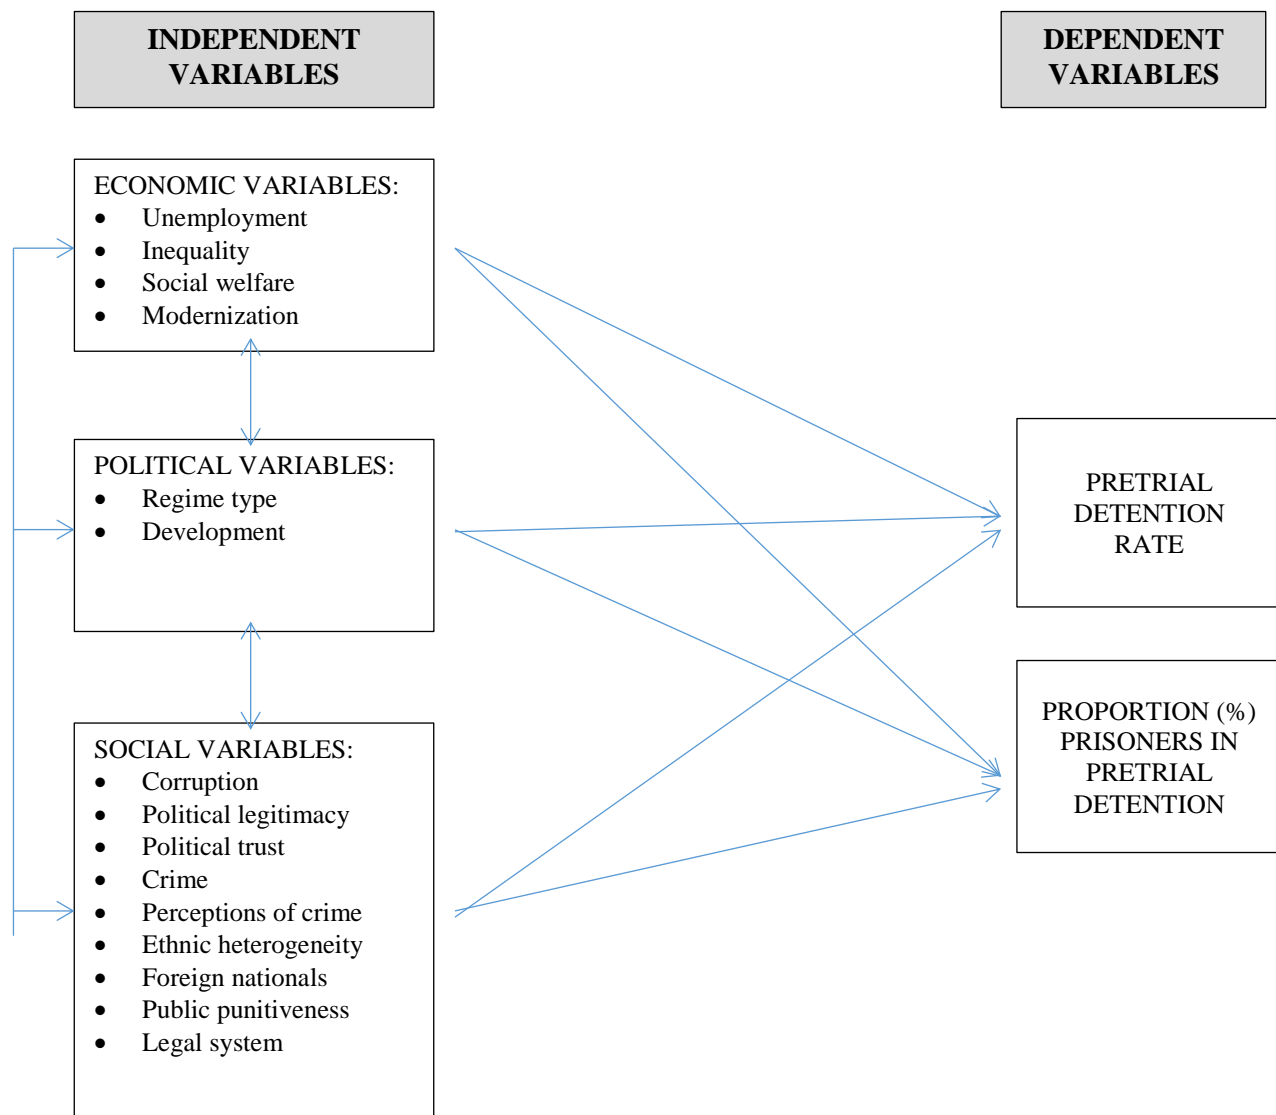 INDEPENDENT
VARIABLES
DEPENDENT
VARIABLES
ECONOMIC VARIABLES:
• Unemployment
• Inequality
• Social welfare
• Modernization
POLITICAL VARIABLES:
• Regime type
• Development
SOCIAL VARIABLES:
• Corruption
• Political legitimacy
• Political trust
• Crime
• Perceptions of crime
• Ethnic heterogeneity
• Foreign nationals
• Public punitiveness
• Legal system
PRETRIAL
DETENTION
RATE
PROPORTION (%)
PRISONERS IN
PRETRIAL
DETENTION